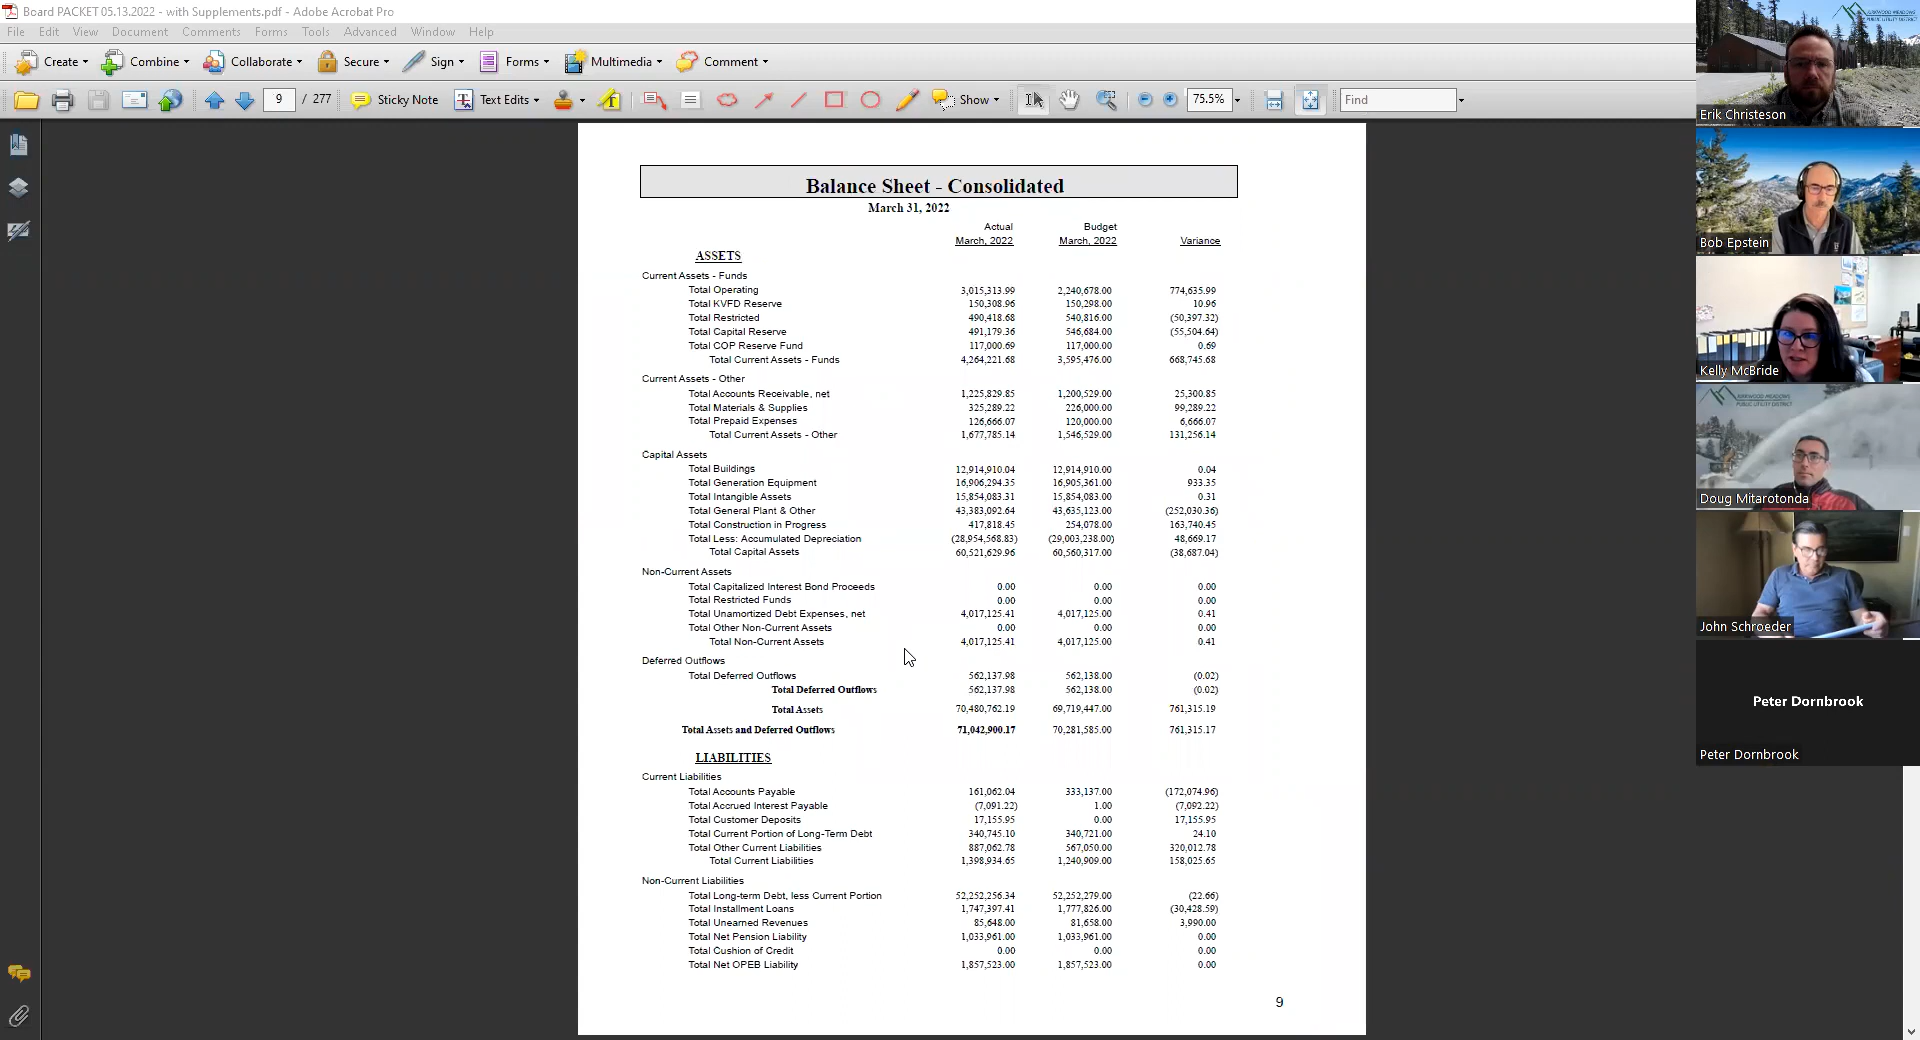 Board PACKET 05.13.2022 - with Supplements.pdf - Adobe Acrobat Pro
File Edit View Document Comments Forms Tools Advanced Window Help
Create Combine Collaborate Secure Sign Forms Multimedia Comment
9 / 277 Sticky Note Text Edits Show 75.5% Find
Balance Sheet - Consolidated
March 31, 2022
Actual Budget
March, 2022 March, 2022 Variance
ASSETS
Current Assets - Funds
Total Operating 3,015,313.99 2,240,678.00 774,635.99
Total KVFD Reserve 150,308.96 150,298.00 10.96
Total Restricted 490,418.68 540,816.00 (50,397.32)
Total Capital Reserve 491,179.36 546,684.00 (55,504.64)
Total COP Reserve Fund 117,000.69 117,000.00 0.69
Total Current Assets - Funds 4,264,221.68 3,595,476.00 668,745.68
Current Assets - Other
Total Accounts Receivable, net 1,225,829.85 1,200,529.00 25,300.85
Total Materials & Supplies 325,289.22 226,000.00 99,289.22
Total Prepaid Expenses 126,666.07 120,000.00 6,666.07
Total Current Assets - Other 1,677,785.14 1,546,529.00 131,256.14
Capital Assets
Total Buildings 12,914,910.04 12,914,910.00 0.04
Total Generation Equipment 16,906,294.35 16,905,361.00 933.35
Total Intangible Assets 15,854,083.31 15,854,083.00 0.31
Total General Plant & Other 43,383,092.64 43,635,123.00 (252,030.36)
Total Construction in Progress 417,818.45 254,078.00 163,740.45
Total Less: Accumulated Depreciation (28,954,568.83) (29,003,238.00) 48,669.17
Total Capital Assets 60,521,629.96 60,560,317.00 (38,687.04)
Non-Current Assets
Total Capitalized Interest Bond Proceeds 0.00 0.00 0.00
Total Restricted Funds 0.00 0.00 0.00
Total Unamortized Debt Expenses, net 4,017,125.41 4,017,125.00 0.41
Total Other Non-Current Assets 0.00 0.00 0.00
Total Non-Current Assets 4,017,125.41 4,017,125.00 0.41
Deferred Outflows
Total Deferred Outflows 562,137.98 562,138.00 (0.02)
Total Deferred Outflows 562,137.98 562,138.00 (0.02)
Total Assets 70,480,762.19 69,719,447.00 761,315.19
Total Assets and Deferred Outflows 71,042,900.17 70,281,585.00 761,315.17
LIABILITIES
Current Liabilities
Total Accounts Payable 161,062.04 333,137.00 (172,074.96)
Total Accrued Interest Payable (7,091.22) 1.00 (7,092.22)
Total Customer Deposits 17,155.95 0.00 17,155.95
Total Current Portion of Long-Term Debt 340,745.10 340,721.00 24.10
Total Other Current Liabilities 887,062.78 567,050.00 320,012.78
Total Current Liabilities 1,398,934.65 1,240,909.00 158,025.65
Non-Current Liabilities
Total Long-term Debt, less Current Portion 52,252,256.34 52,252,279.00 (22.66)
Total Installment Loans 1,747,397.41 1,777,826.00 (30,428.59)
Total Unearned Revenues 85,648.00 81,658.00 3,990.00
Total Net Pension Liability 1,033,961.00 1,033,961.00 0.00
Total Cushion of Credit 0.00 0.00 0.00
Total Net OPEB Liability 1,857,523.00 1,857,523.00 0.00
9
KIRKWOOD MEADOWS
PUBLIC UTILITY DISTRICT
Erik Christeson
Bob Epstein
Kelly McBride
KIRKWOOD MEADOWS
PUBLIC UTILITY DISTRICT
Doug Mitarotonda
John Schroeder
Peter Dornbrook
Peter Dornbrook